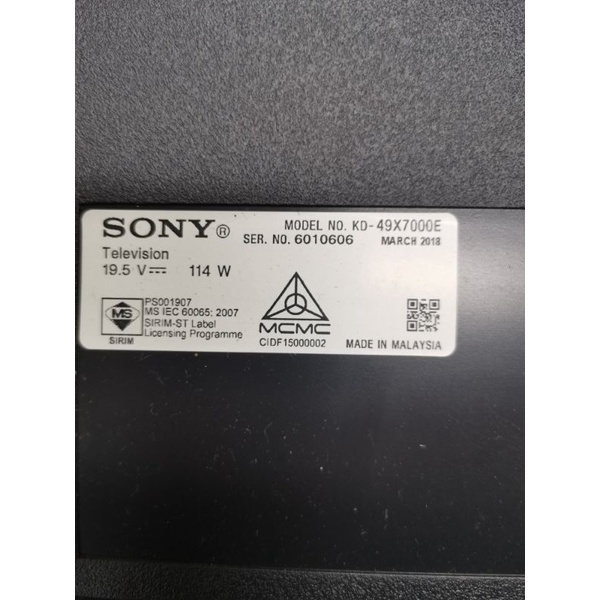 SONY®
MODEL NO. KD-49X7000E
SER. NO. 6010606 MARCH 2018
Television
19.5 V⎓ 114 W
PS001907
MS IEC 60065: 2007
SIRIM-ST Label
Licensing Programme
MS
SIRIM
MCMC
CIDF15000002
MADE IN MALAYSIA